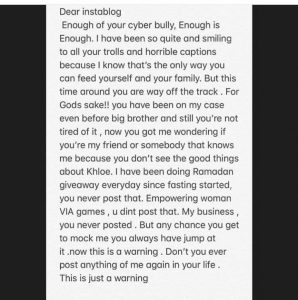 Dear instablog
Enough of your cyber bully, Enough is
Enough. I have been so quite and smiling
to all your trolls and horrible captions
because I know that's the only way you
can feed yourself and your family. But this
time around you are way off the track . For
Gods sake!! you have been on my case
even before big brother and still you're not
tired of it , now you got me wondering if
you're my friend or somebody that knows
me because you don't see the good things
about Khloe. I have been doing Ramadan
giveaway everyday since fasting started,
you never post that. Empowering woman
VIA games , u dint post that. My business ,
you never posted . But any chance you get
to mock me you always have jump at
it .now this is a warning . Don't you ever
post anything of me again in your life .
This is just a warning